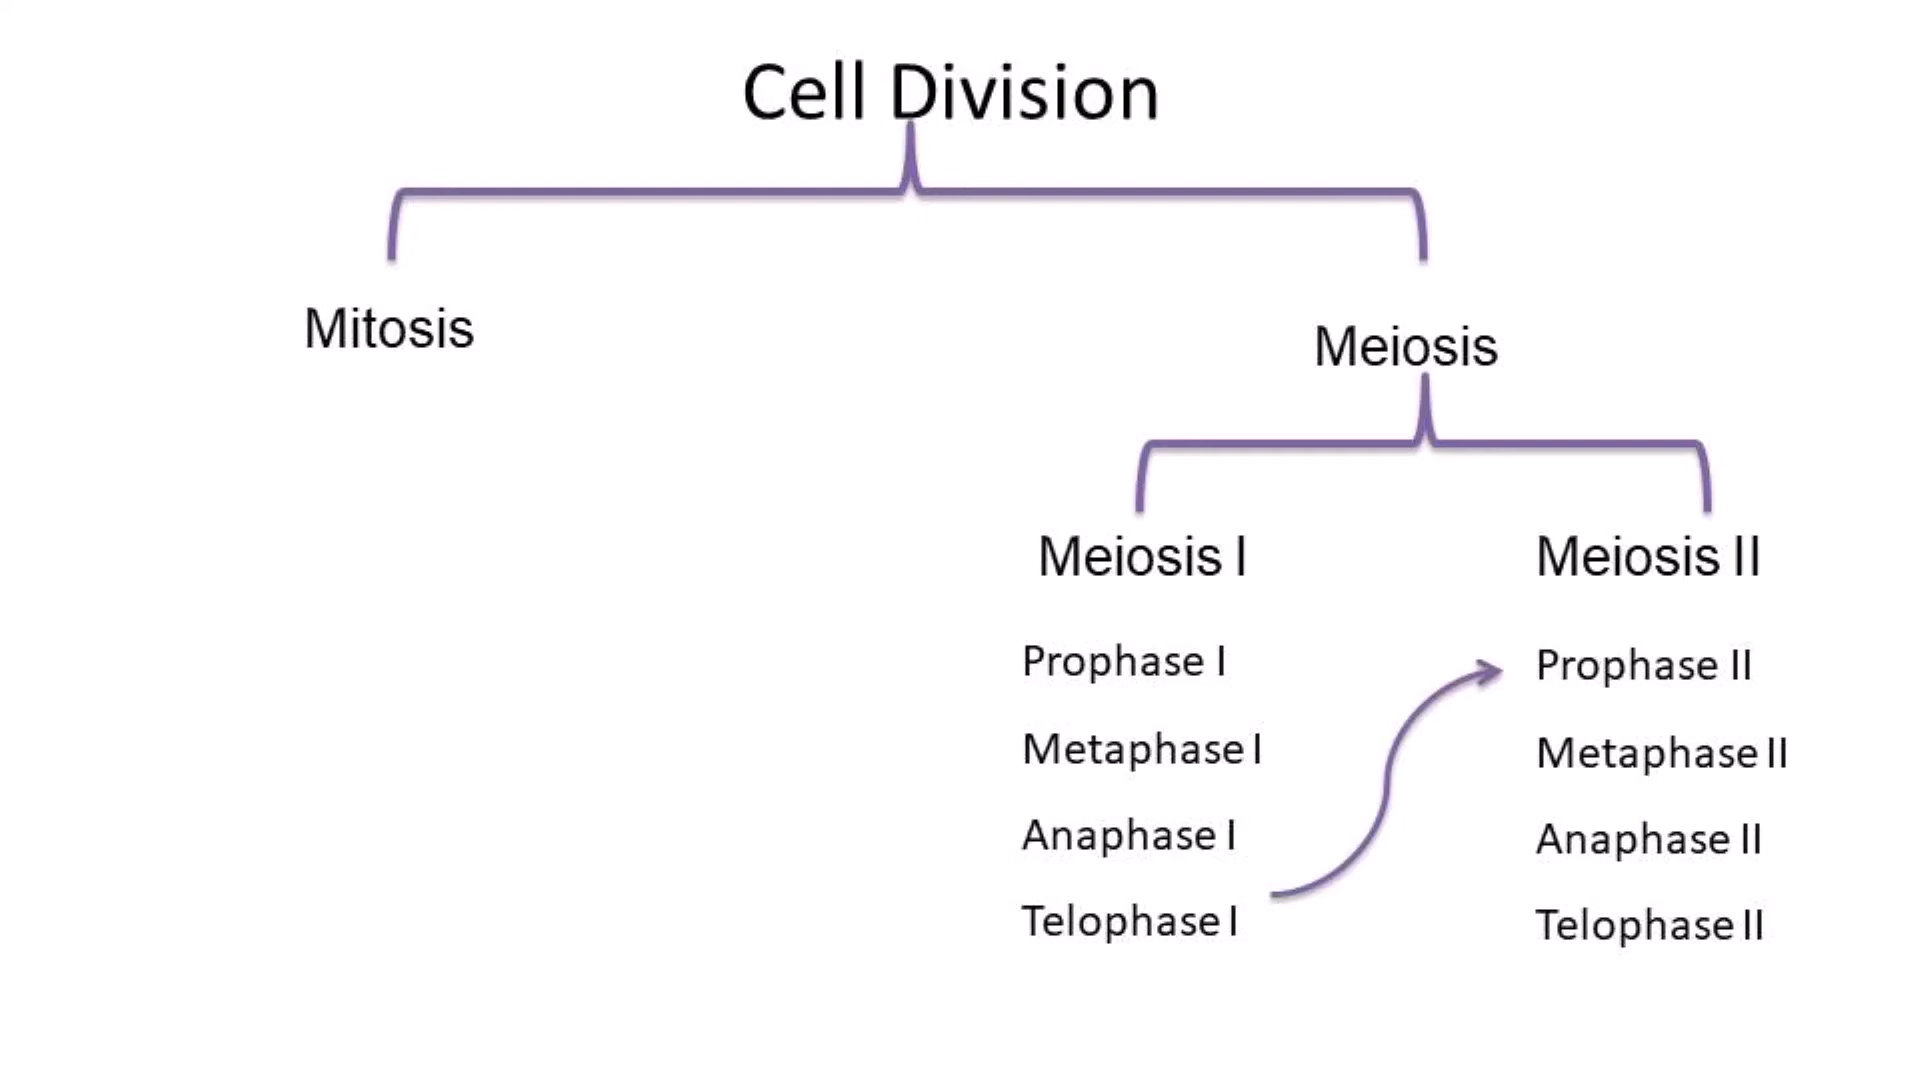 Cell Division
Mitosis
Meiosis
Meiosis I
Prophase I
Metaphase I
Anaphase I
Telophase I
Meiosis II
Prophase II
Metaphase II
Anaphase II
Telophase II